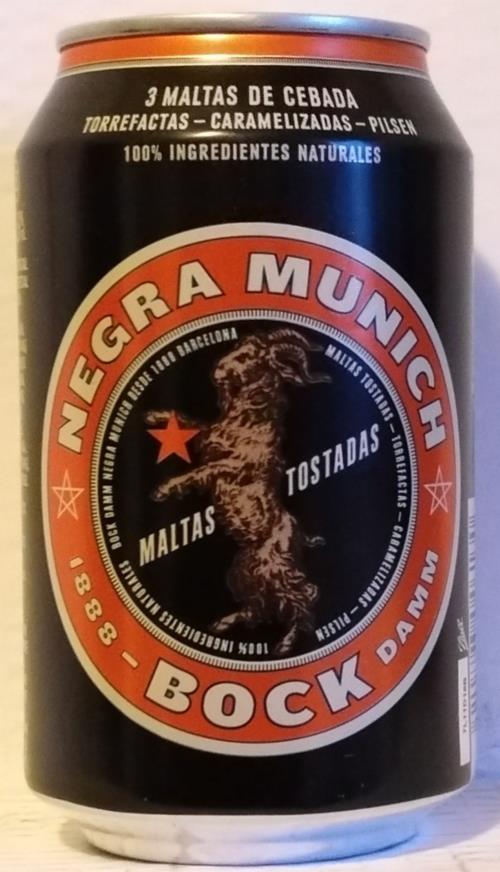 3 MALTAS DE CEBADA
TORREFACTAS – CARAMELIZADAS – PILSEN
100% INGREDIENTES NATURALES
NEGRA MUNICH
BOCK DAMM NEGRA MUNICH DESDE 1888 BARCELONA
MALTAS TOSTADAS – TORREFACTAS – CARAMELIZADAS – PILSEN
100% INGREDIENTES NATURALES
MALTAS
TOSTADAS
1888 – BOCK DAMM